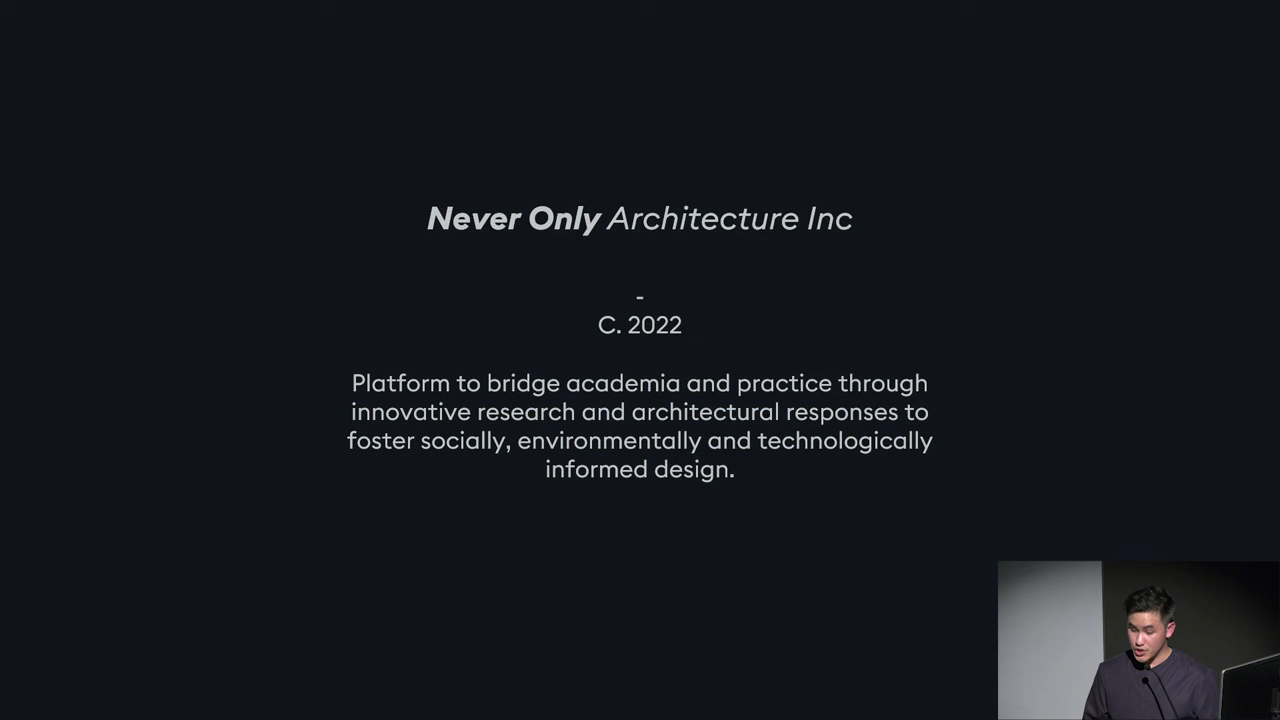 Never Only Architecture Inc
-
C. 2022
Platform to bridge academia and practice through
innovative research and architectural responses to
foster socially, environmentally and technologically
informed design.